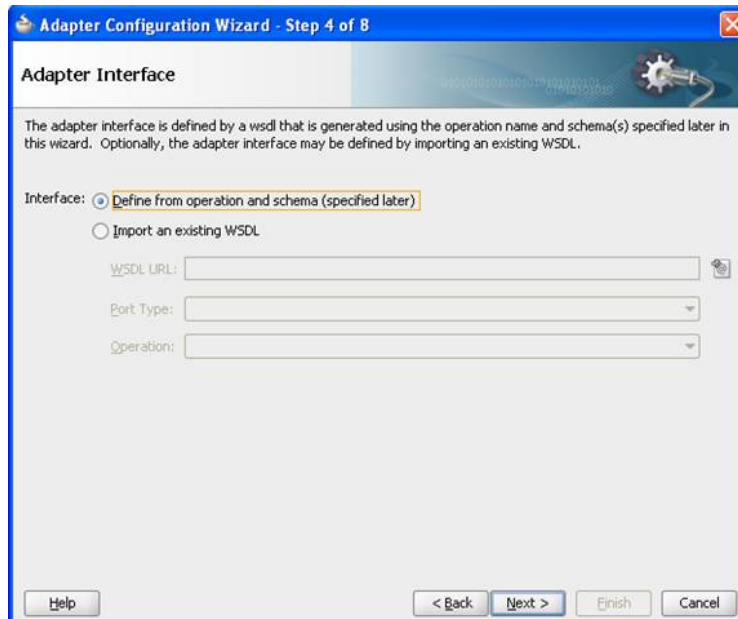 Adapter Configuration Wizard - Step 4 of 8
Adapter Interface
The adapter interface is defined by a wsdl that is generated using the operation name and schema(s) specified later in
this wizard. Optionally, the adapter interface may be defined by importing an existing WSDL.
Interface: Define from operation and schema (specified later)
Import an existing WSDL
WSDL URL:
Port Type:
Operation:
Help < Back Next > Finish Cancel